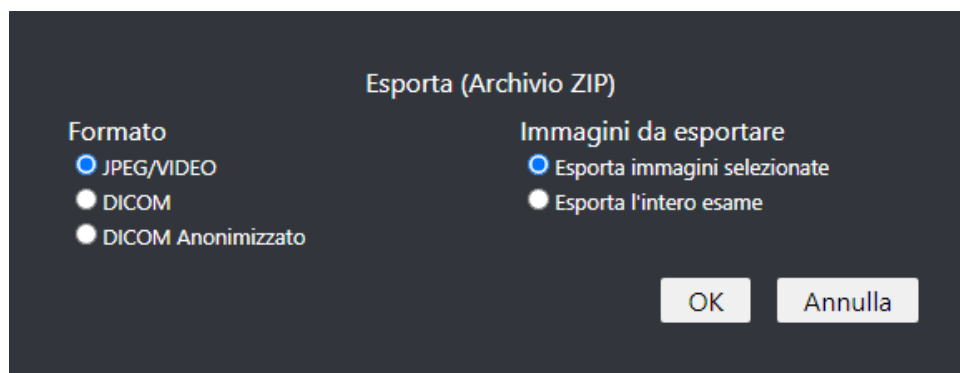 Esporta (Archivio ZIP)
Formato
JPEG/VIDEO
DICOM
DICOM Anonimizzato
Immagini da esportare
Esporta immagini selezionate
Esporta l'intero esame
OK
Annulla